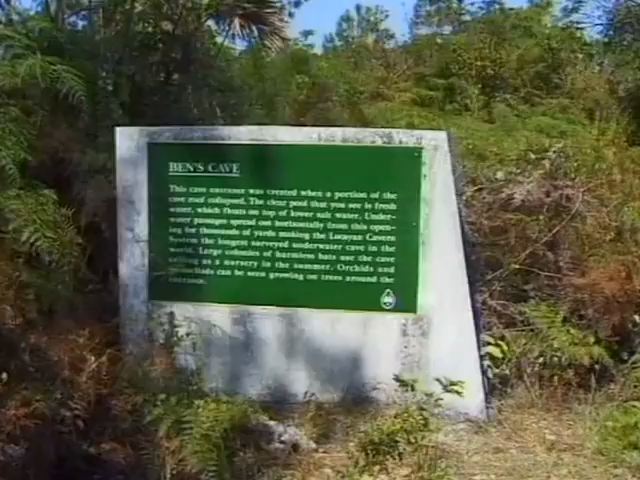 BEN'S CAVE
This cave entrance was created when a portion of the
cave roof collapsed. The clear pool that you see is fresh
water, which floats on top of lower salt water. Under-
water passages spread out horizontally from this open-
ing for thousands of yards making the Lucayan Cavern
System the longest surveyed underwater cave in the
world. Large colonies of harmless bats use the cave
ceiling as a nursery in the summer. Orchids and
bromeliads can be seen growing on trees around the
entrance.